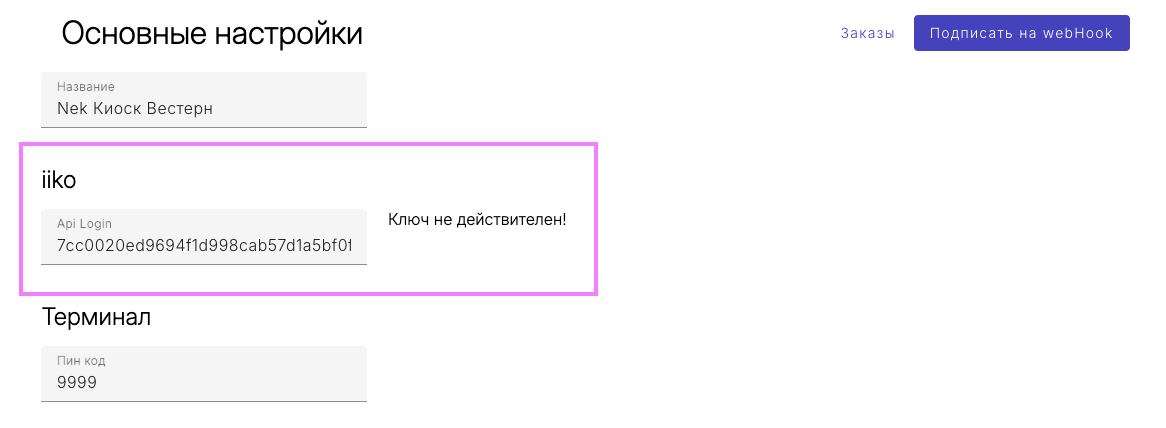 Основные настройки
Заказы
Подписать на webHook
Название
Nek Киоск Вестерн
iiko
Api Login
7cc0020ed9694f1d998cab57d1a5bf0f
Ключ не действителен!
Терминал
Пин код
9999